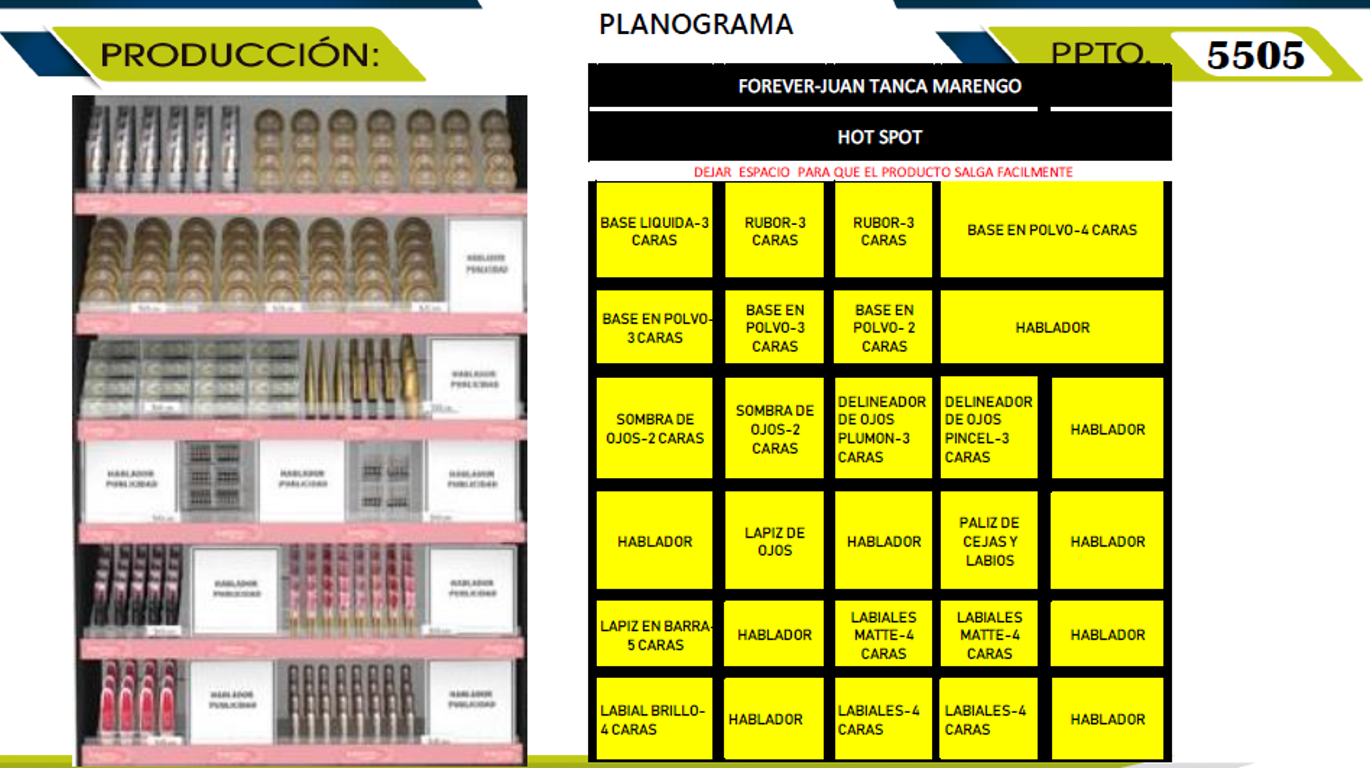 PRODUCCIÓN:
PLANOGRAMA
PPTO.
5505
FOREVER-JUAN TANCA MARENGO
HOT SPOT
DEJAR ESPACIO PARA QUE EL PRODUCTO SALGA FACILMENTE
BASE LIQUIDA-3
CARAS
RUBOR-3
CARAS
RUBOR-3
CARAS
BASE EN POLVO-4 CARAS
BASE EN POLVO-
3 CARAS
BASE EN
POLVO-3
CARAS
BASE EN
POLVO- 2
CARAS
HABLADOR
SOMBRA DE
OJOS-2 CARAS
SOMBRA DE
OJOS-2
CARAS
DELINEADOR
DE OJOS
PLUMON-3
CARAS
DELINEADOR
DE OJOS
PINCEL-3
CARAS
HABLADOR
HABLADOR
LAPIZ DE
OJOS
HABLADOR
PALIZ DE
CEJAS Y
LABIOS
HABLADOR
LAPIZ EN BARRA-
5 CARAS
HABLADOR
LABIALES
MATTE-4
CARAS
LABIALES
MATTE-4
CARAS
HABLADOR
LABIAL BRILLO-
4 CARAS
HABLADOR
LABIALES-4
CARAS
LABIALES-4
CARAS
HABLADOR
HABLADOR
PUBLICIDAD
HABLADOR
PUBLICIDAD
HABLADOR
PUBLICIDAD
HABLADOR
PUBLICIDAD
HABLADOR
PUBLICIDAD
HABLADOR
PUBLICIDAD
HABLADOR
PUBLICIDAD
HABLADOR
PUBLICIDAD
HABLADOR
PUBLICIDAD